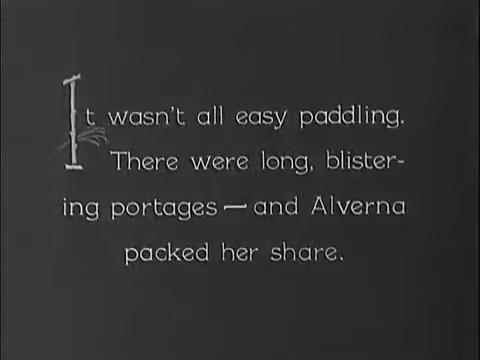 It wasn't all easy paddling.
There were long, blister-
ing portages — and Alverna
packed her share.